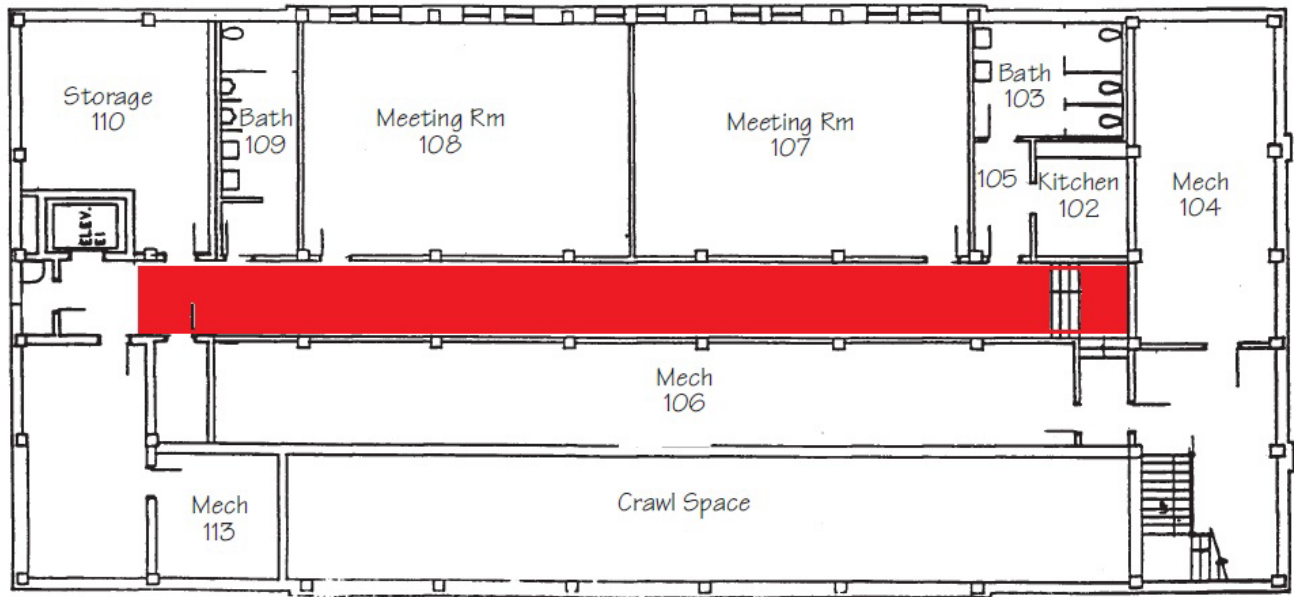 Storage
110
Bath
109
Meeting Rm
108
Meeting Rm
107
Bath
103
105
Kitchen
102
Mech
104
ELEV.
E1
Mech
106
Mech
113
Crawl Space